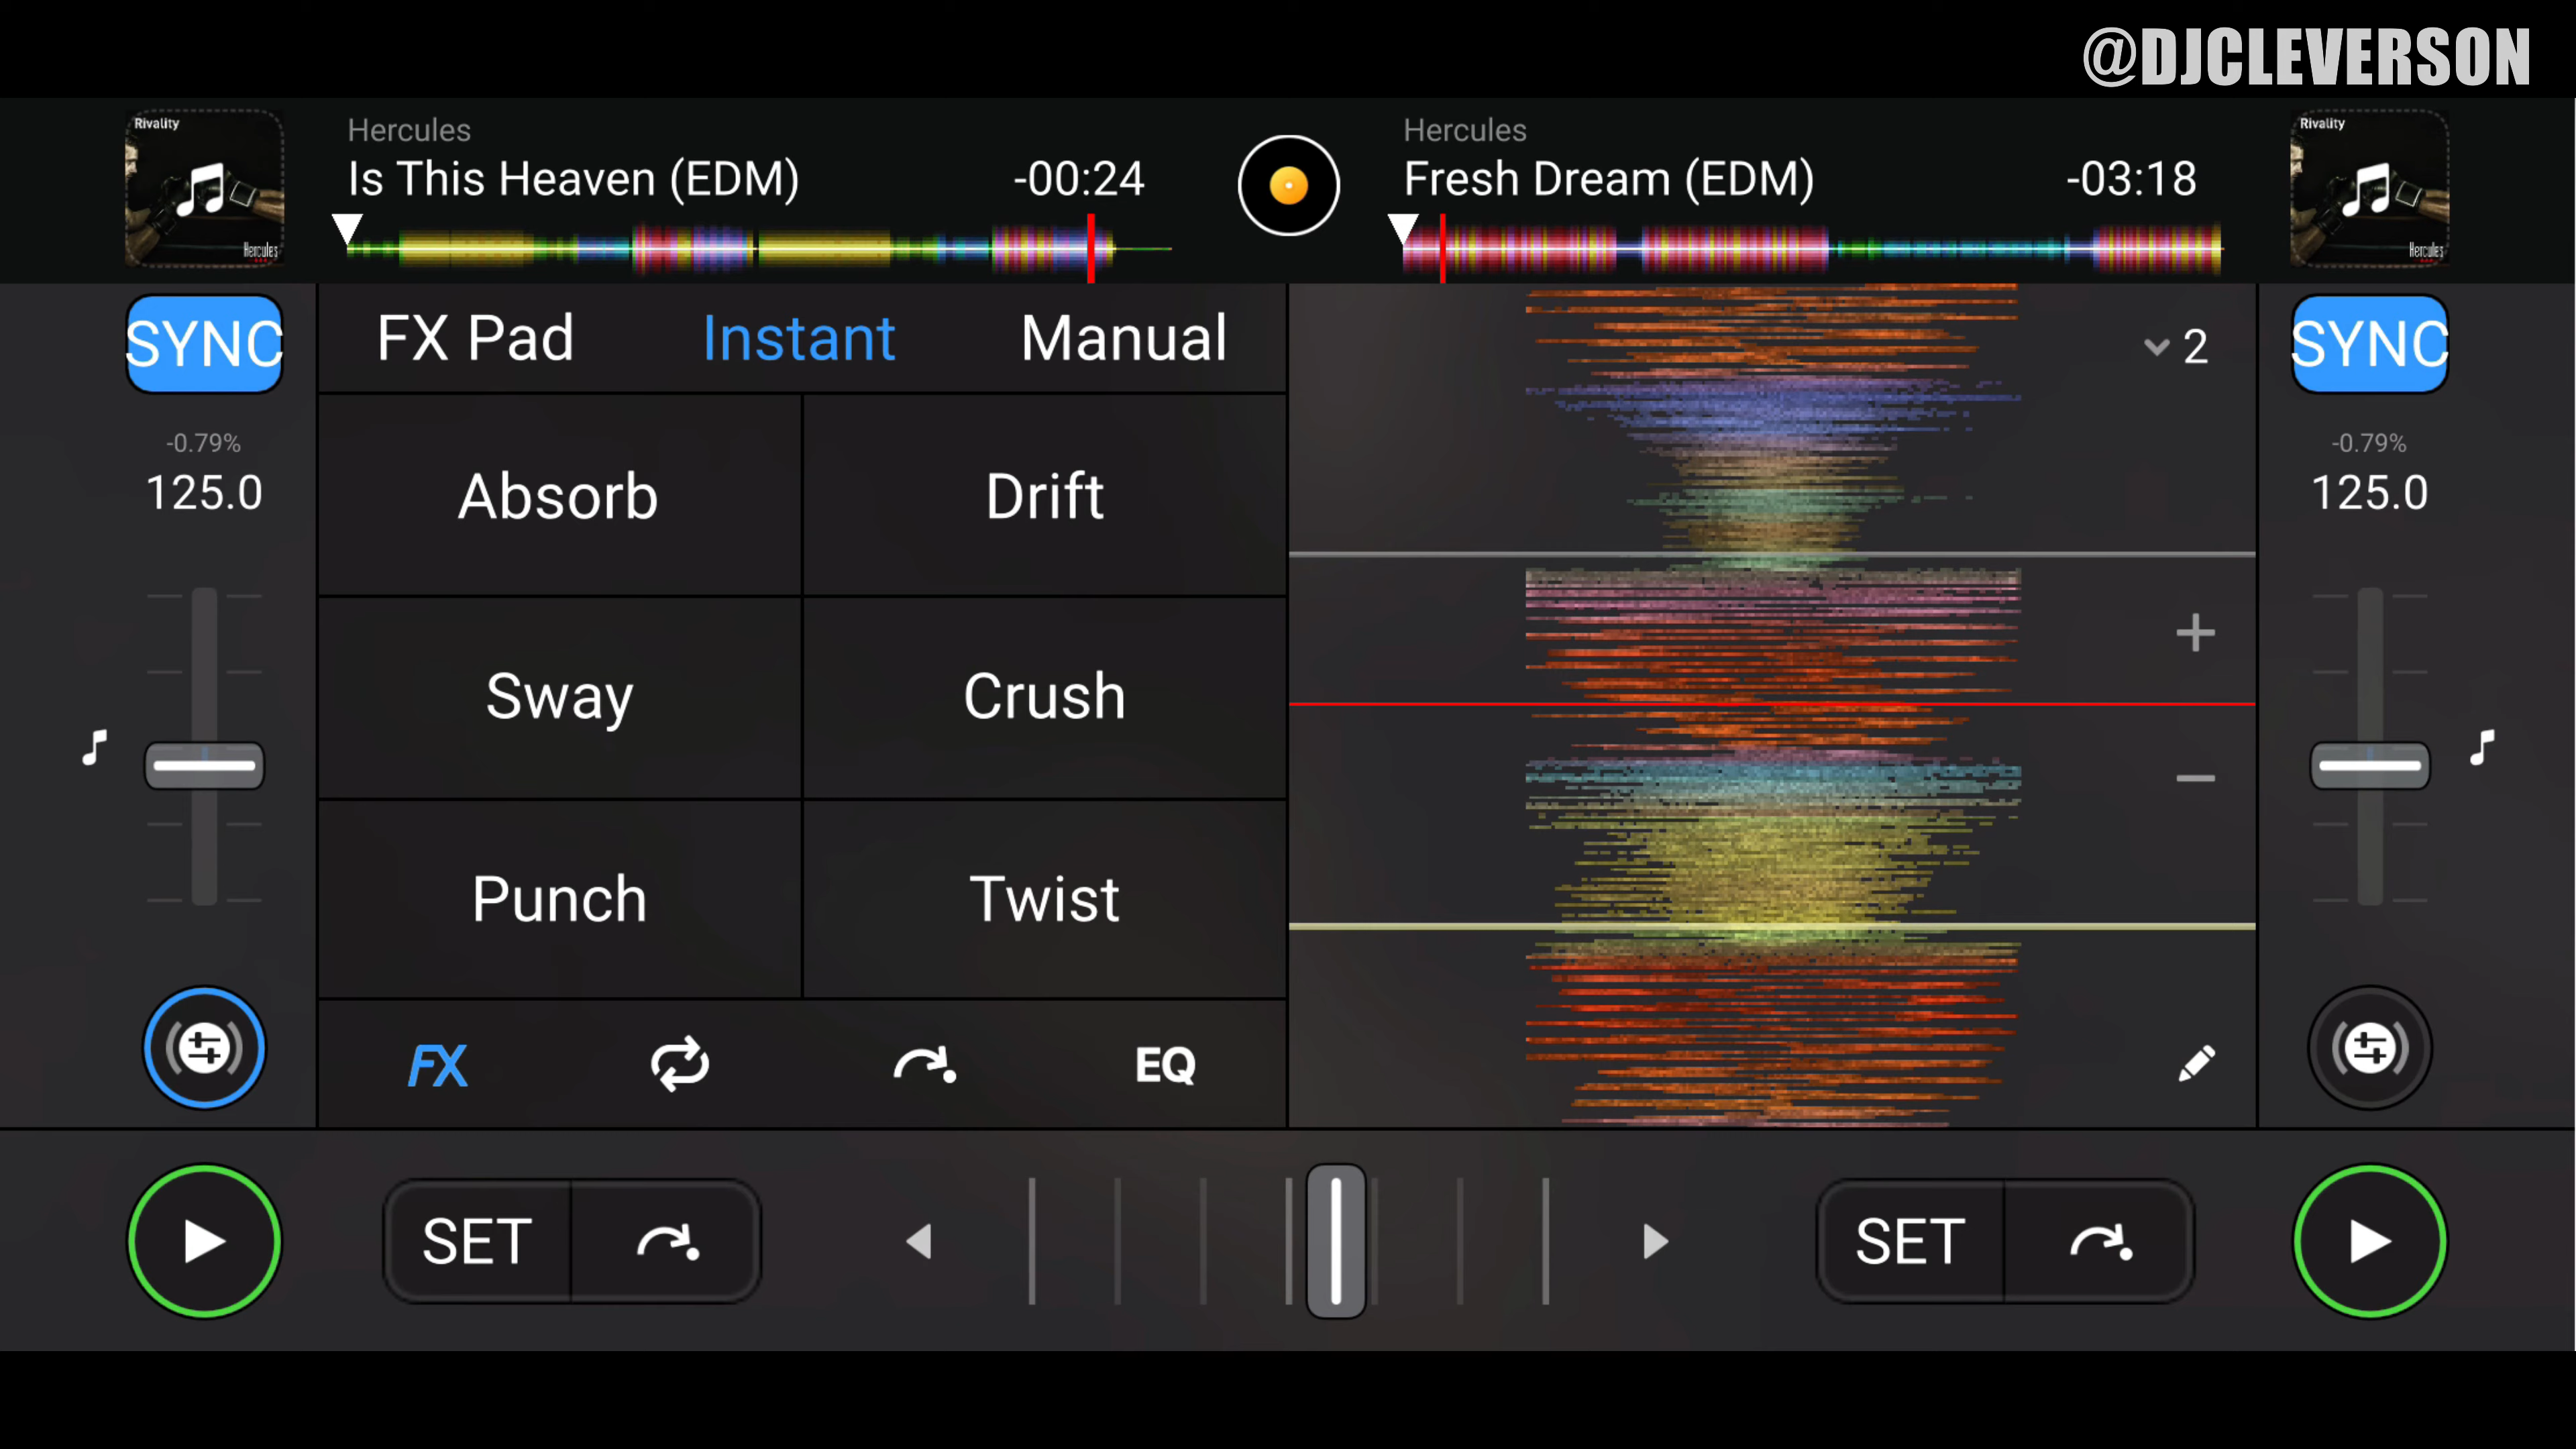 @DJCLEVERSON
Rivality
Hercules
Hercules
Is This Heaven (EDM)
-00:24
Hercules
Fresh Dream (EDM)
-03:18
Rivality
Hercules
SYNC
-0.79%
125.0
FX Pad
Instant
Manual
Absorb
Drift
Sway
Crush
Punch
Twist
FX
EQ
2
SYNC
-0.79%
125.0
SET
SET